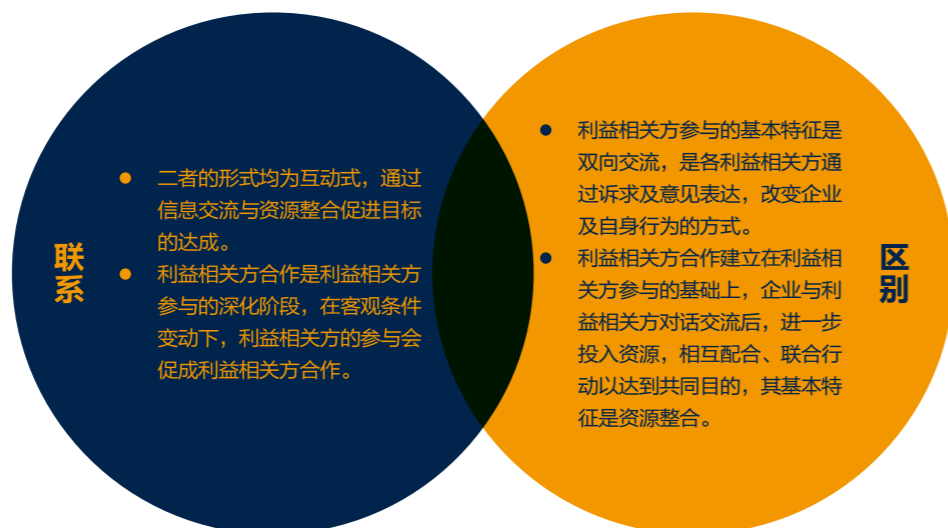 联系
● 二者的形式均为互动式，通过
信息交流与资源整合促进目标
的达成。
● 利益相关方合作是利益相关方
参与的深化阶段，在客观条件
变动下，利益相关方的参与会
促成利益相关方合作。
● 利益相关方参与的基本特征是
双向交流，是各利益相关方通
过诉求及意见表达，改变企业
及自身行为的方式。
● 利益相关方合作建立在利益相
关方参与的基础上，企业与利
益相关方对话交流后，进一步
投入资源，相互配合、联合行
动以达到共同目的，其基本特
征是资源整合。
区别